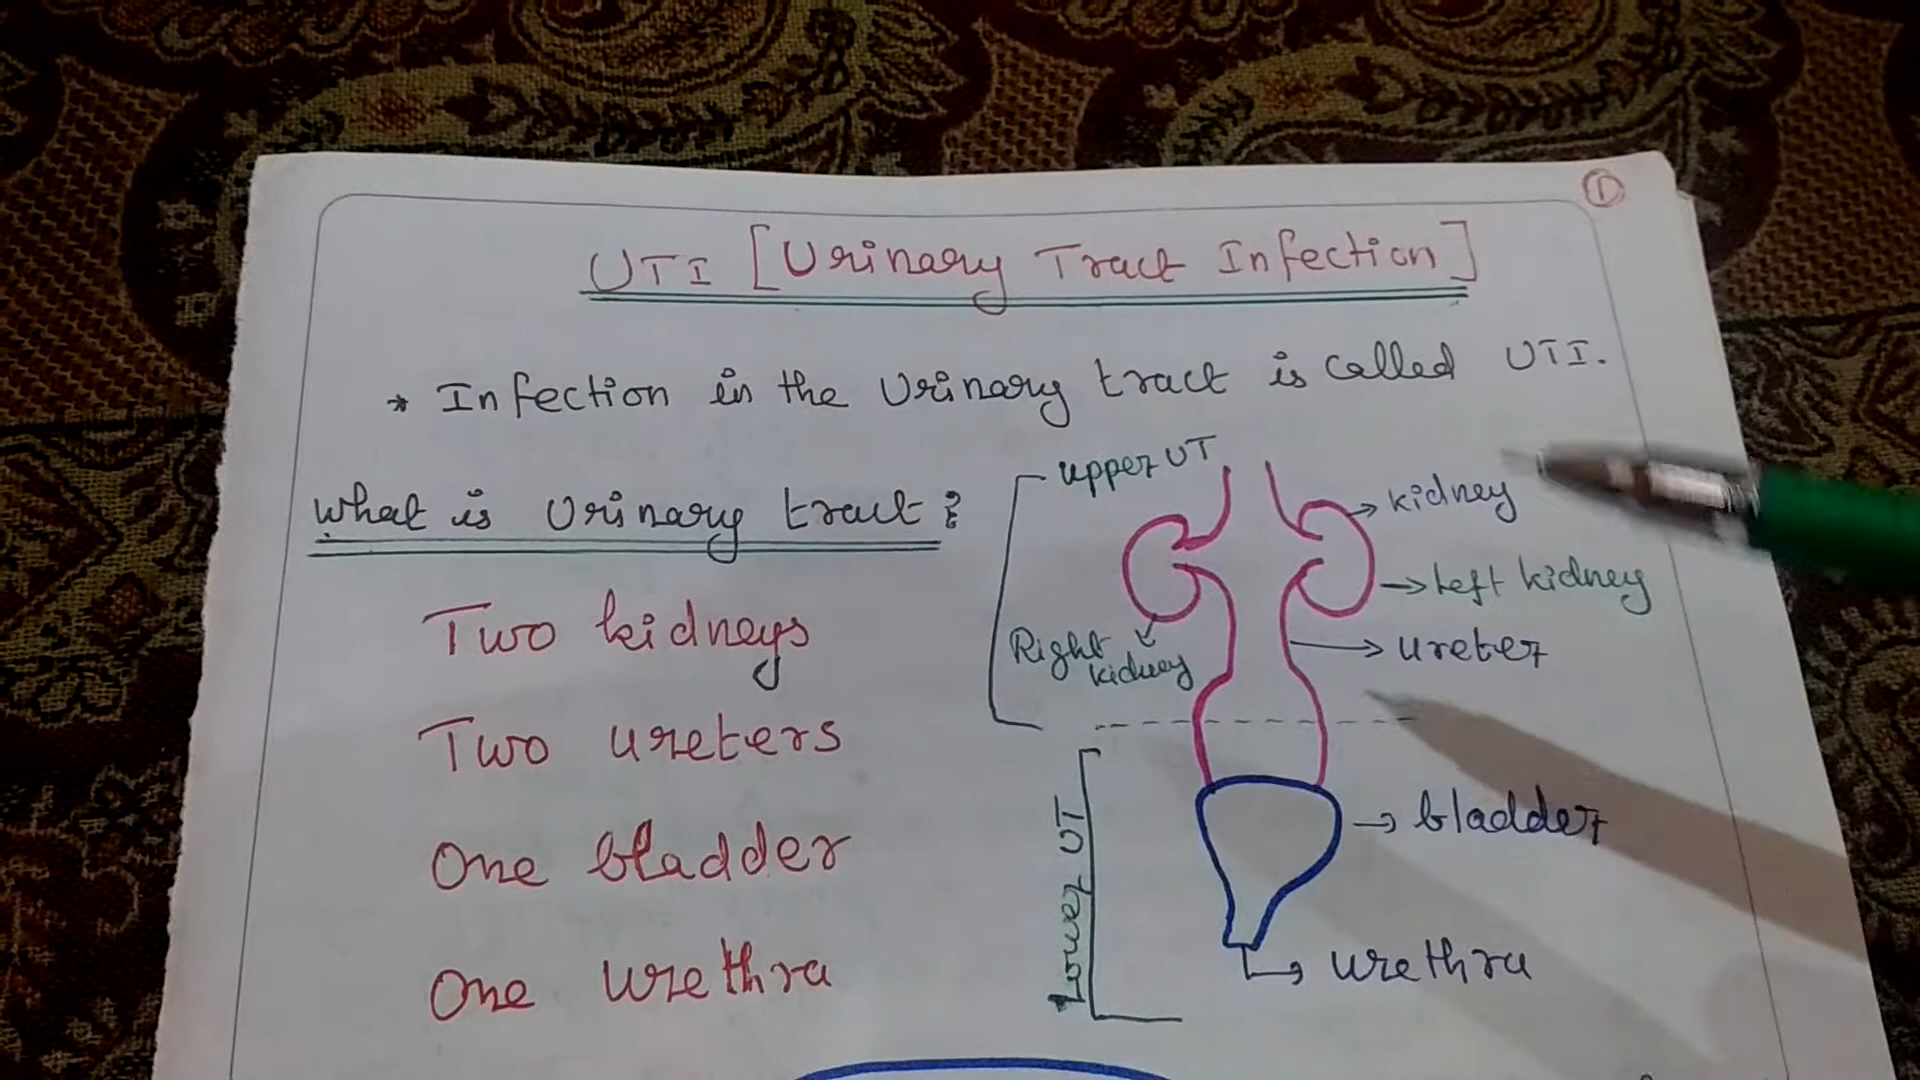 ①
UTI [Urinary Tract Infection]
* Infection in the Urinary tract is called UTI.
What is Urinary tract?
Two kidneys
Two ureters
One bladder
One urethra
upper UT
→ kidney
→ Left kidney
Right kidney
→ ureter
Lower UT
→ bladder
→ urethra